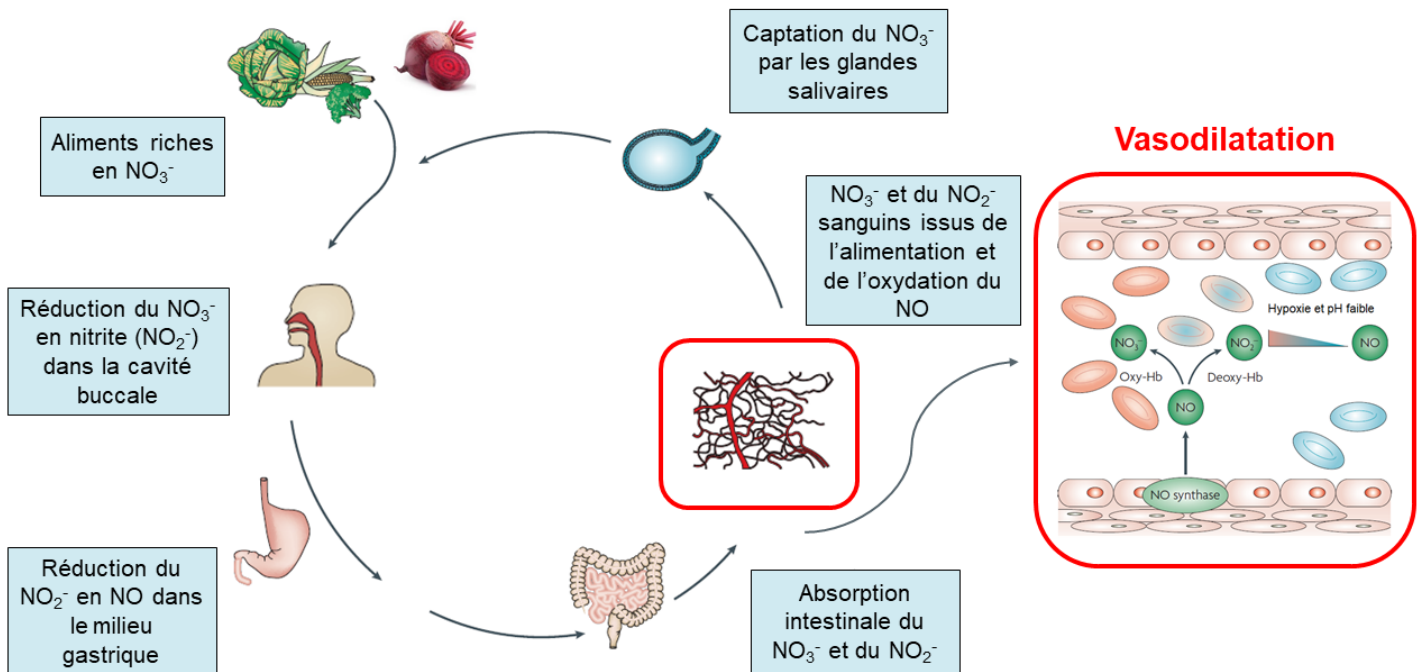 Aliments riches
en NO₃⁻
Captation du NO₃⁻
par les glandes
salivaires
Vasodilatation
NO₃⁻ et du NO₂⁻
sanguins issus de
l'alimentation et
de l'oxydation du
NO
Réduction du NO₃⁻
en nitrite (NO₂⁻)
dans la cavité
buccale
Hypoxie et pH faible
NO₃⁻
NO₂⁻
NO
Oxy-Hb
Deoxy-Hb
NO
NO synthase
Réduction du
NO₂⁻ en NO dans
le milieu
gastrique
Absorption
intestinale du
NO₃⁻ et du NO₂⁻